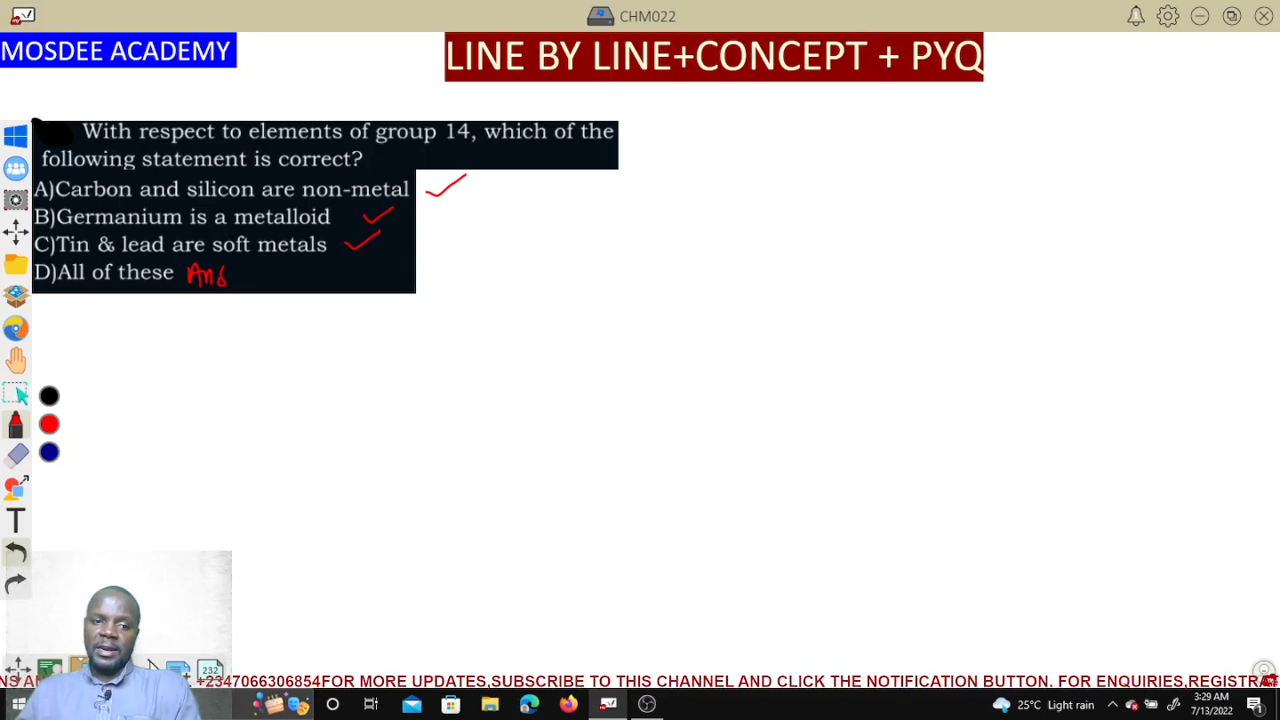 CHM022
MOSDEE ACADEMY
LINE BY LINE+CONCEPT + PYQ
With respect to elements of group 14, which of the
following statement is correct?
A)Carbon and silicon are non-metal
B)Germanium is a metalloid
C)Tin & lead are soft metals
D)All of these Ans
T
232
+2347066306854FOR MORE UPDATES,SUBSCRIBE TO THIS CHANNEL AND CLICK THE NOTIFICATION BUTTON. FOR ENQUIRIES,REGISTRAT
25°C Light rain
3:29 AM
7/13/2022